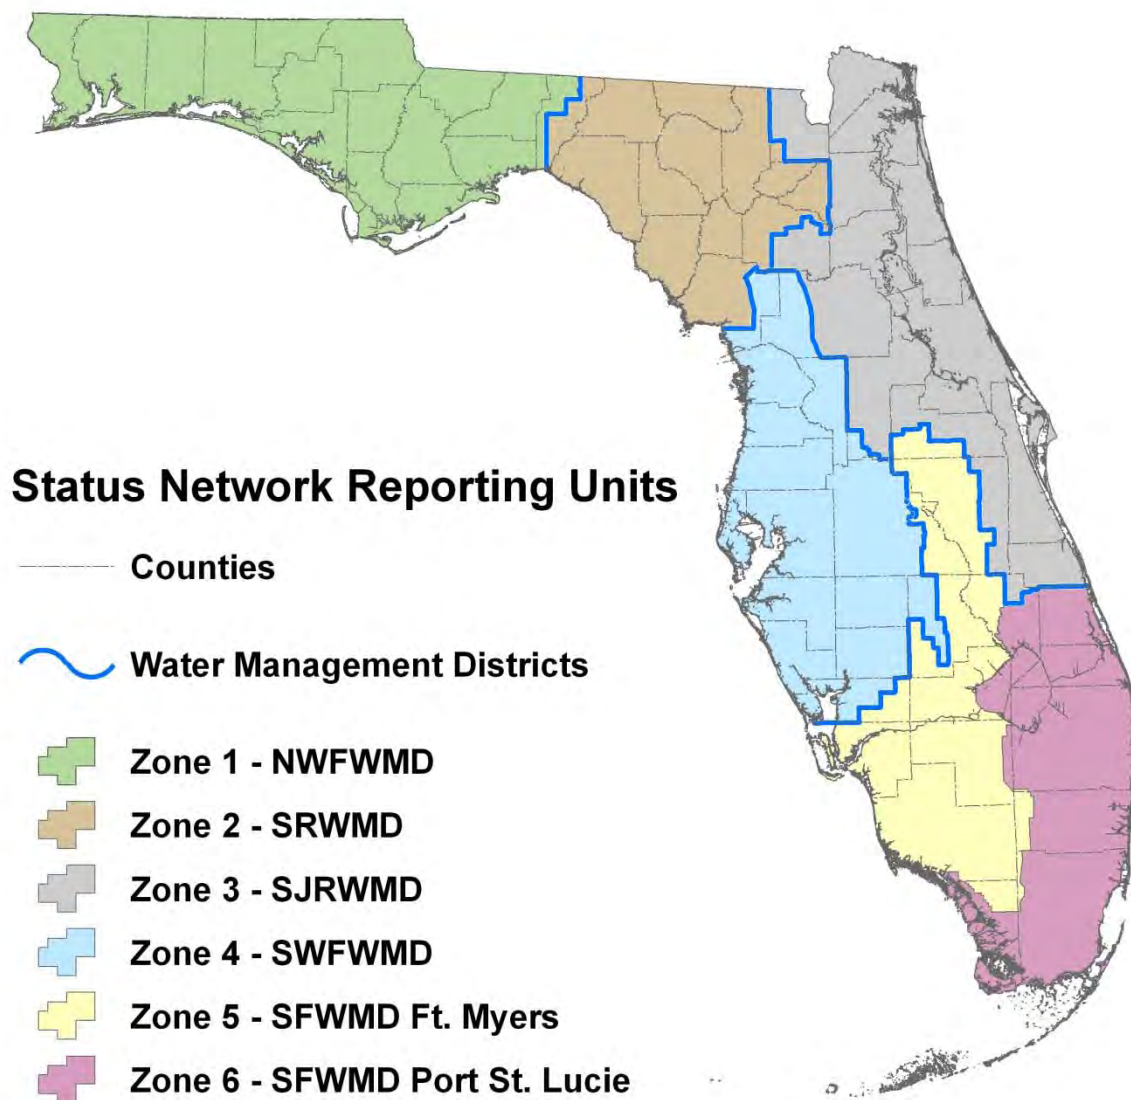 Status Network Reporting Units
Counties
Water Management Districts
Zone 1 - NWFWMD
Zone 2 - SRWMD
Zone 3 - SJRWMD
Zone 4 - SWFWMD
Zone 5 - SFWMD Ft. Myers
Zone 6 - SFWMD Port St. Lucie